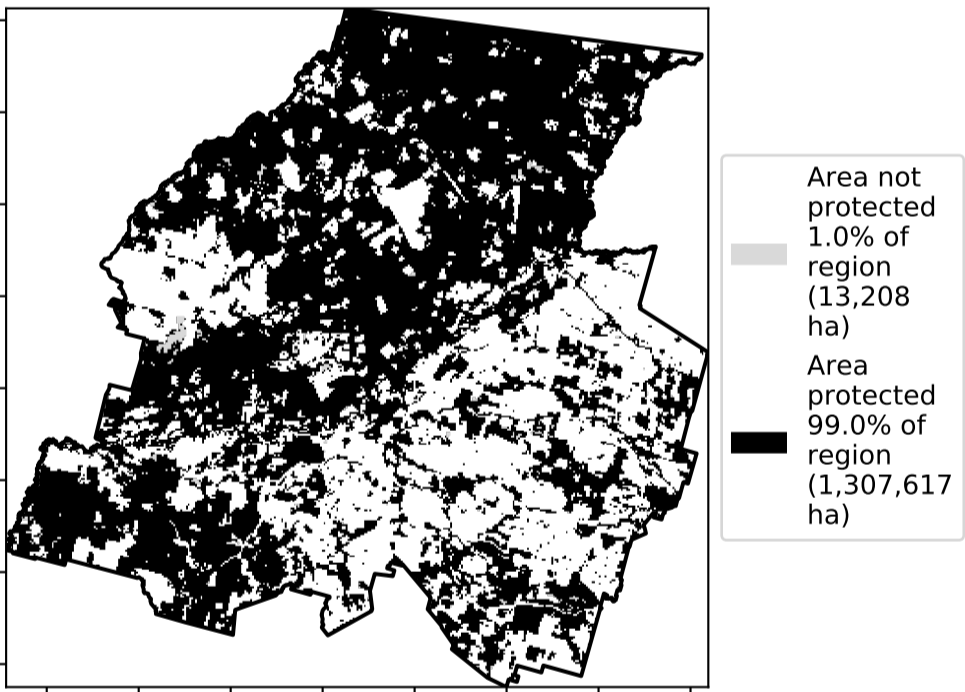 Area not
protected
1.0% of
region
(13,208
ha)
Area
protected
99.0% of
region
(1,307,617
ha)